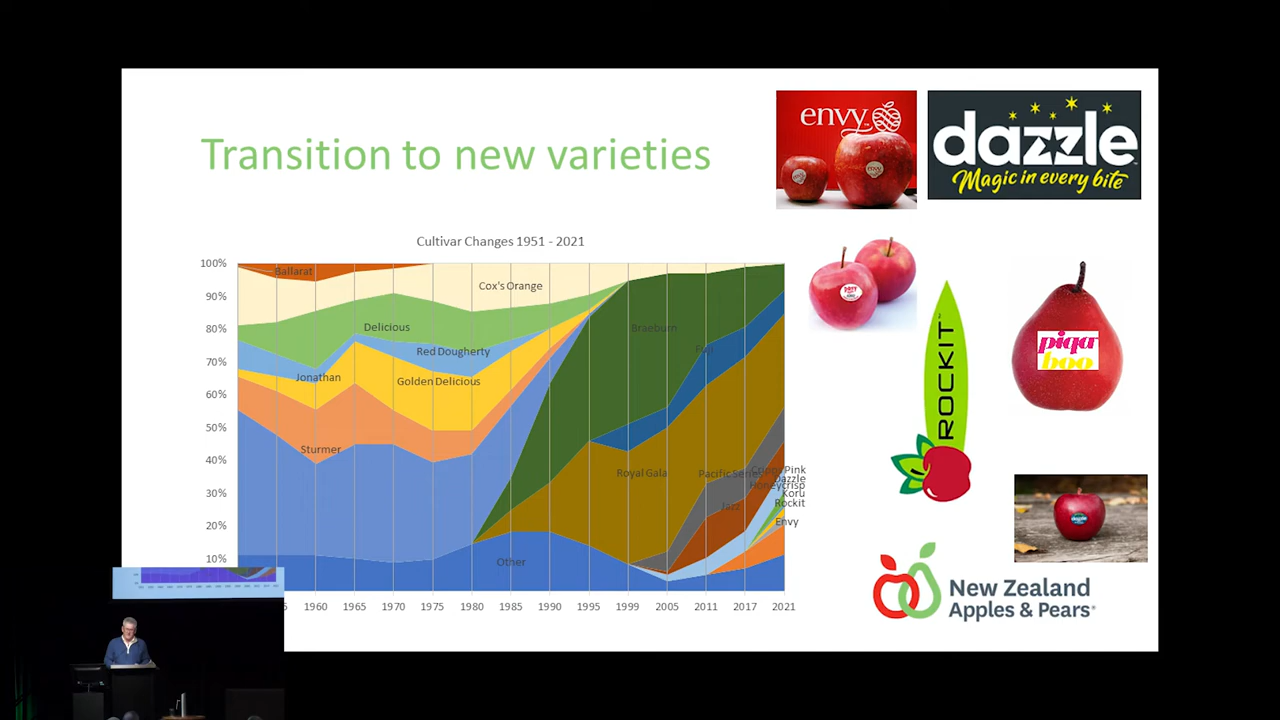 Transition to new varieties
envy
envy
dazzle
Magic in every bite
Cultivar Changes 1951 - 2021
100%
90%
80%
70%
60%
50%
40%
30%
20%
10%
Ballarat
Cox's Orange
Delicious
Braeburn
Red Dougherty
Fuji
Jonathan
Golden Delicious
Sturmer
Royal Gala
Pacific Series
Cripps Pink
Dazzle
Honeycrisp
Koru
Rockit
Jazz
Envy
Other
1960
1965
1970
1975
1980
1985
1990
1995
1999
2005
2011
2017
2021
ROCKIT
piqa
boo
dazzle
New Zealand
Apples & Pears